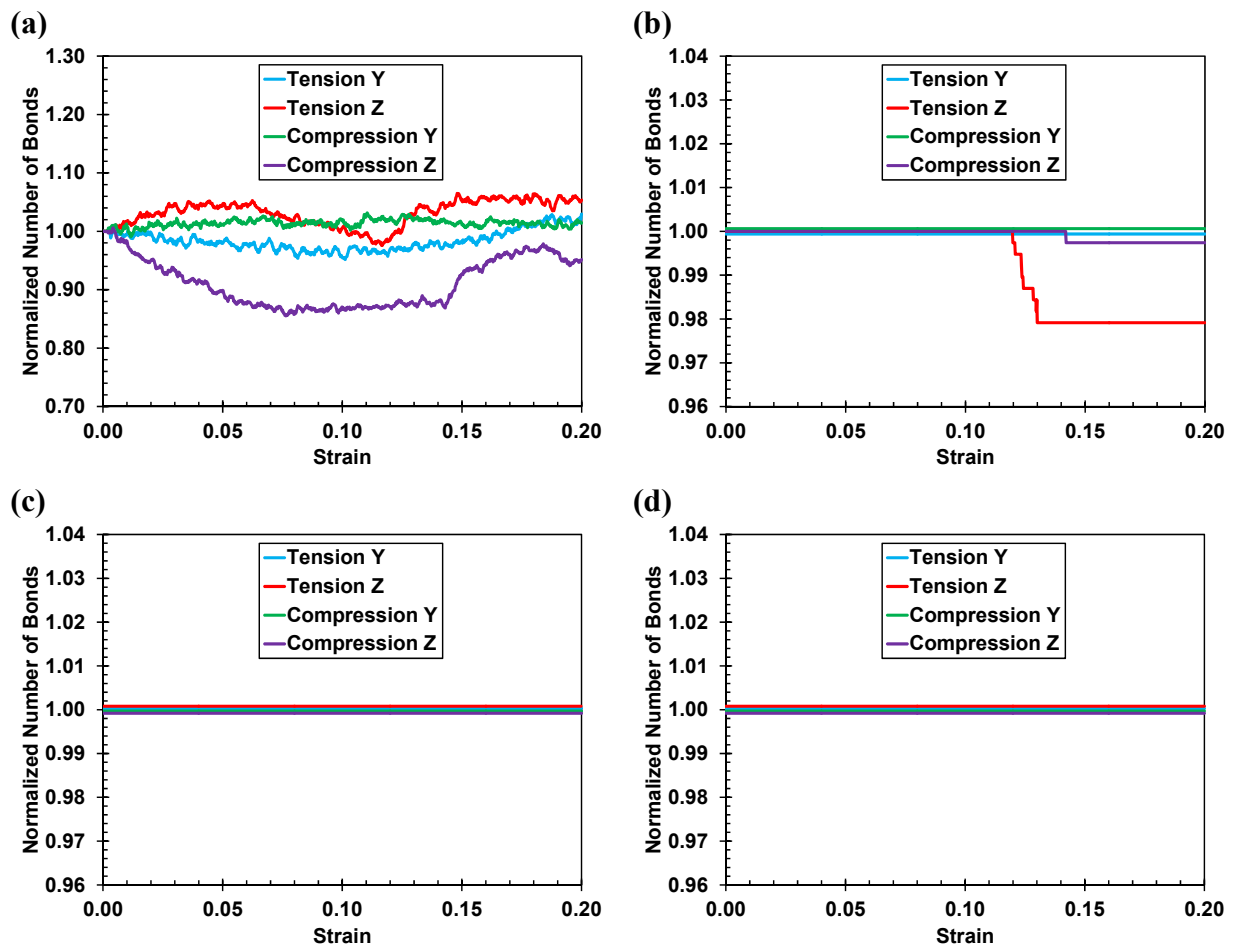 (a)
Normalized Number of Bonds
1.30
1.20
1.10
1.00
0.90
0.80
0.70
Tension Y
Tension Z
Compression Y
Compression Z
0.00 0.05 0.10 0.15 0.20
Strain
(b)
Normalized Number of Bonds
1.04
1.03
1.02
1.01
1.00
0.99
0.98
0.97
0.96
Tension Y
Tension Z
Compression Y
Compression Z
0.00 0.05 0.10 0.15 0.20
Strain
(c)
Normalized Number of Bonds
1.04
1.03
1.02
1.01
1.00
0.99
0.98
0.97
0.96
Tension Y
Tension Z
Compression Y
Compression Z
0.00 0.05 0.10 0.15 0.20
Strain
(d)
Normalized Number of Bonds
1.04
1.03
1.02
1.01
1.00
0.99
0.98
0.97
0.96
Tension Y
Tension Z
Compression Y
Compression Z
0.00 0.05 0.10 0.15 0.20
Strain